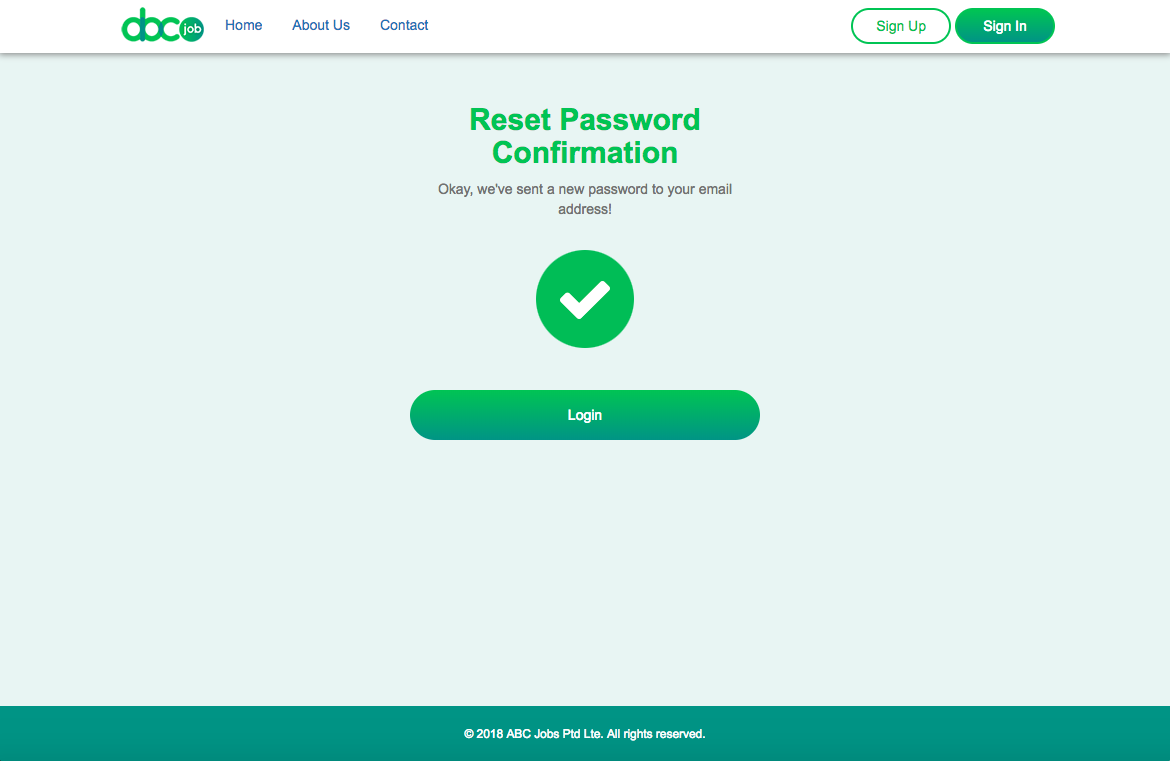 abc job
Home About Us Contact Sign Up Sign In
Reset Password
Confirmation
Okay, we've sent a new password to your email
address!
Login
© 2018 ABC Jobs Ptd Lte. All rights reserved.